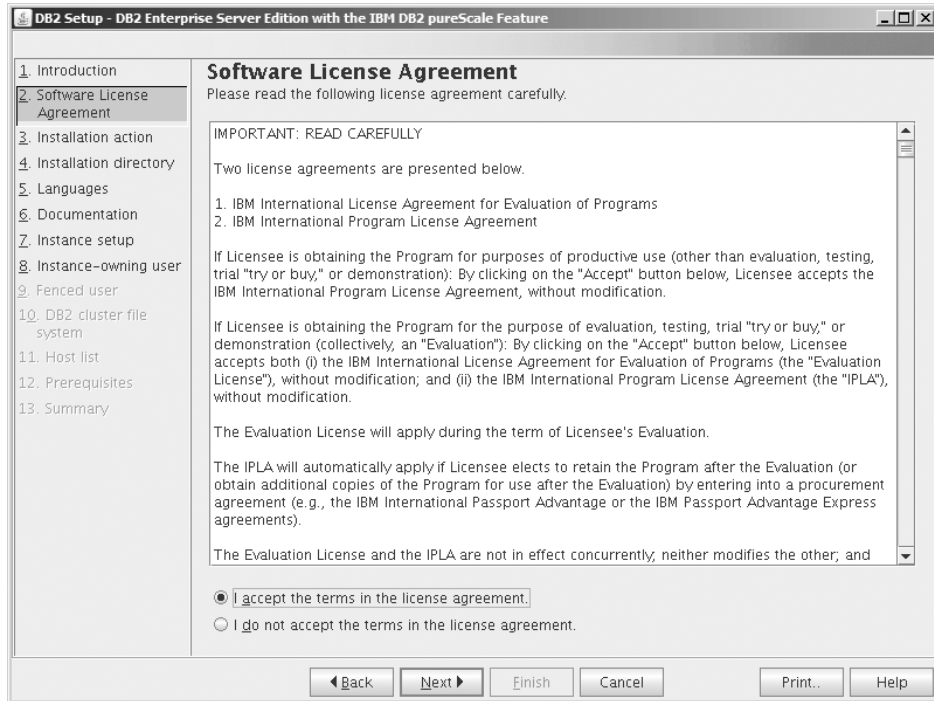 DB2 Setup - DB2 Enterprise Server Edition with the IBM DB2 pureScale Feature
1. Introduction
2. Software License
Agreement
3. Installation action
4. Installation directory
5. Languages
6. Documentation
7. Instance setup
8. Instance-owning user
9. Fenced user
10. DB2 cluster file
system
11. Host list
12. Prerequisites
13. Summary
Software License Agreement
Please read the following license agreement carefully.
IMPORTANT: READ CAREFULLY
Two license agreements are presented below.
1. IBM International License Agreement for Evaluation of Programs
2. IBM International Program License Agreement
If Licensee is obtaining the Program for purposes of productive use (other than evaluation, testing,
trial "try or buy," or demonstration): By clicking on the "Accept" button below, Licensee accepts the
IBM International Program License Agreement, without modification.
If Licensee is obtaining the Program for the purpose of evaluation, testing, trial "try or buy," or
demonstration (collectively, an "Evaluation"): By clicking on the "Accept" button below, Licensee
accepts both (i) the IBM International License Agreement for Evaluation of Programs (the "Evaluation
License"), without modification; and (ii) the IBM International Program License Agreement (the "IPLA"),
without modification.
The Evaluation License will apply during the term of Licensee's Evaluation.
The IPLA will automatically apply if Licensee elects to retain the Program after the Evaluation (or
obtain additional copies of the Program for use after the Evaluation) by entering into a procurement
agreement (e.g., the IBM International Passport Advantage or the IBM Passport Advantage Express
agreements).
The Evaluation License and the IPLA are not in effect concurrently; neither modifies the other; and
I accept the terms in the license agreement.
I do not accept the terms in the license agreement.
Back Next Finish Cancel Print.. Help